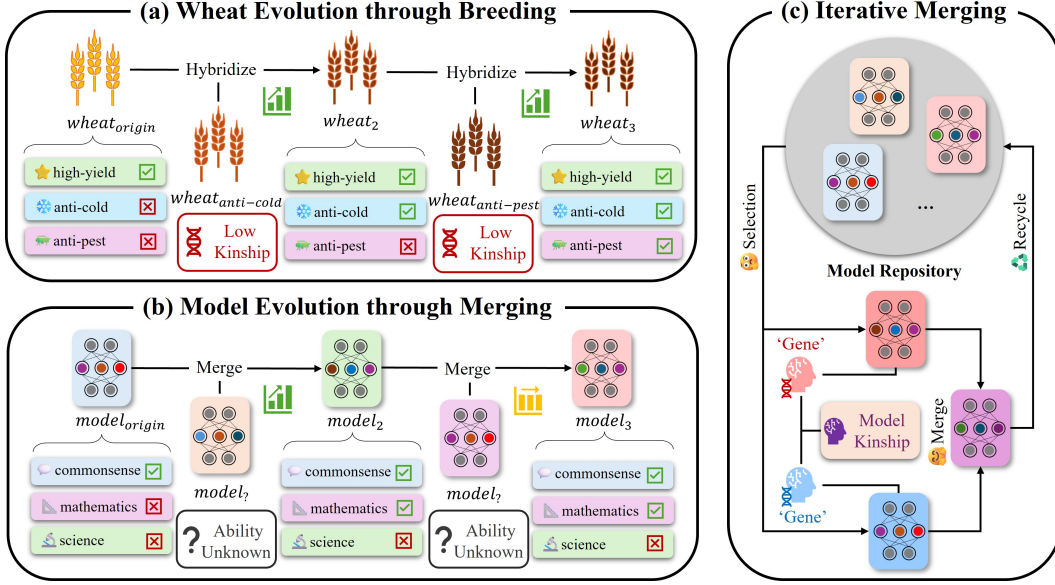 (a) Wheat Evolution through Breeding
Hybridize
Hybridize
wheat_origin
wheat_2
wheat_3
wheat_anti−cold
wheat_anti−pest
high-yield
anti-cold
anti-pest
Low
Kinship
high-yield
anti-cold
anti-pest
Low
Kinship
high-yield
anti-cold
anti-pest
(b) Model Evolution through Merging
Merge
Merge
model_origin
model_2
model_3
model_?
model_?
commonsense
mathematics
science
? Ability
Unknown
commonsense
mathematics
science
? Ability
Unknown
commonsense
mathematics
science
(c) Iterative Merging
...
Model Repository
Selection
Recycle
‘Gene’
Model
Kinship
Merge
‘Gene’